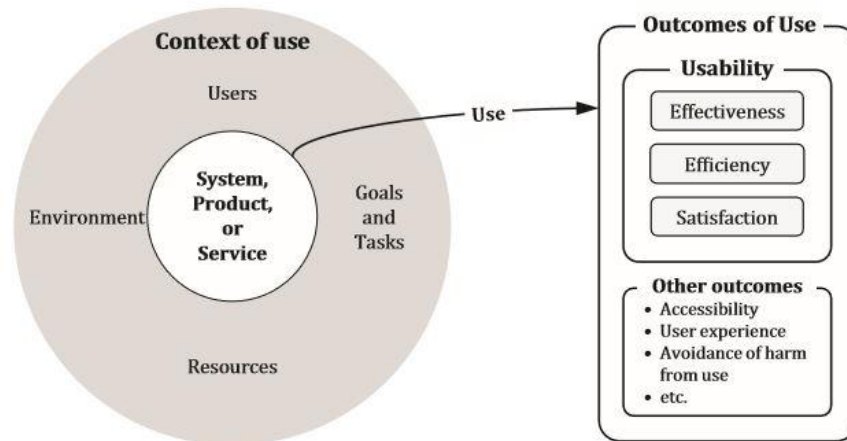 Context of use
Users
Environment
System,
Product,
or
Service
Goals
and
Tasks
Resources
Use
Outcomes of Use
Usability
Effectiveness
Efficiency
Satisfaction
Other outcomes
• Accessibility
• User experience
• Avoidance of harm
from use
• etc.